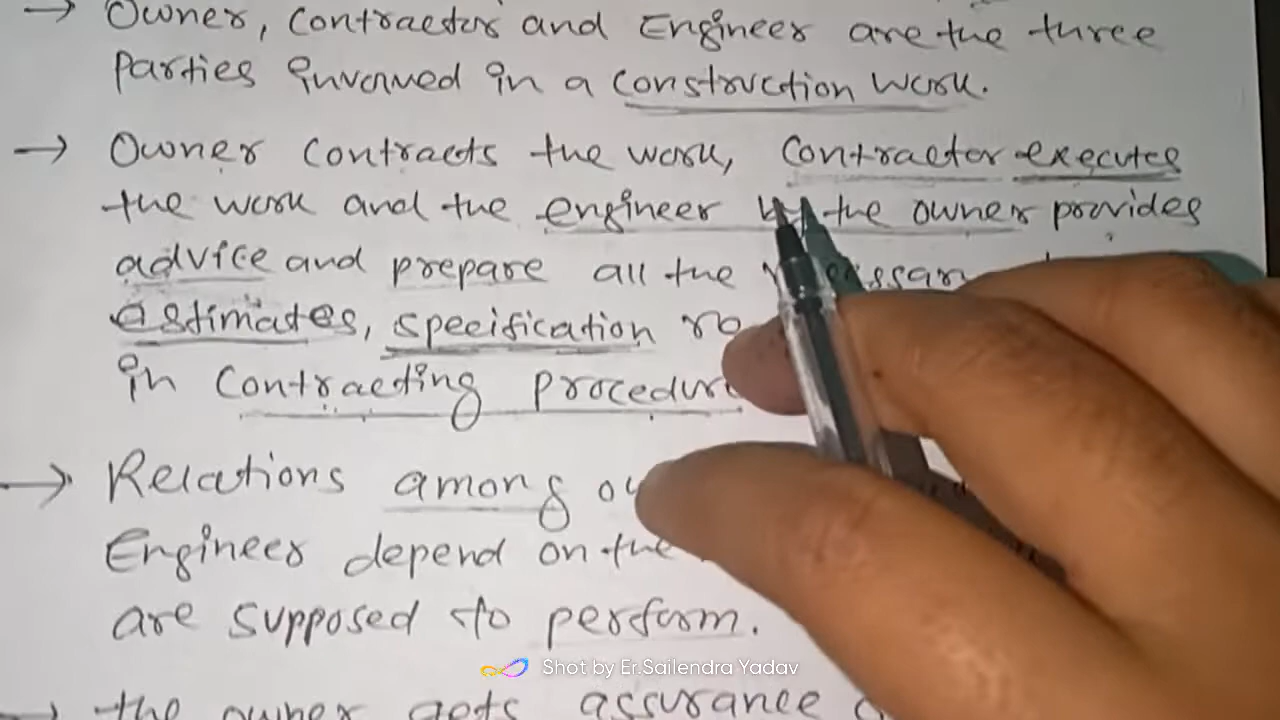 → Owner, Contractor and Engineer are the three
Parties involved in a Construction work.
→ Owner Contracts the work, Contractor executes
the work and the engineer the owner provides
advice and prepare all the
estimates, specification
in Contracting
→ Relations among
Engineer depend on the
are supposed to perform.
→ the owner gets assurance
Shot by Er.Sailendra Yadav